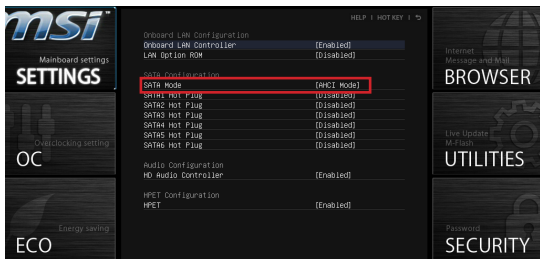 msi
Mainboard settings
SETTINGS
Overclocking setting
OC
Energy saving
ECO
HELP | HOT KEY |
Onboard LAN Configuration
Onboard LAN Controller [Enabled]
LAN Option ROM [Disabled]
SATA Configuration
SATA Mode [AHCI Mode]
SATA1 Hot Plug [Disabled]
SATA2 Hot Plug [Disabled]
SATA3 Hot Plug [Disabled]
SATA4 Hot Plug [Disabled]
SATA5 Hot Plug [Disabled]
SATA6 Hot Plug [Disabled]
Audio Configuration
HD Audio Controller [Enabled]
HPET Configuration
HPET [Enabled]
Internet
Message and Mail
BROWSER
Live Update
M-Flash
UTILITIES
Password
SECURITY